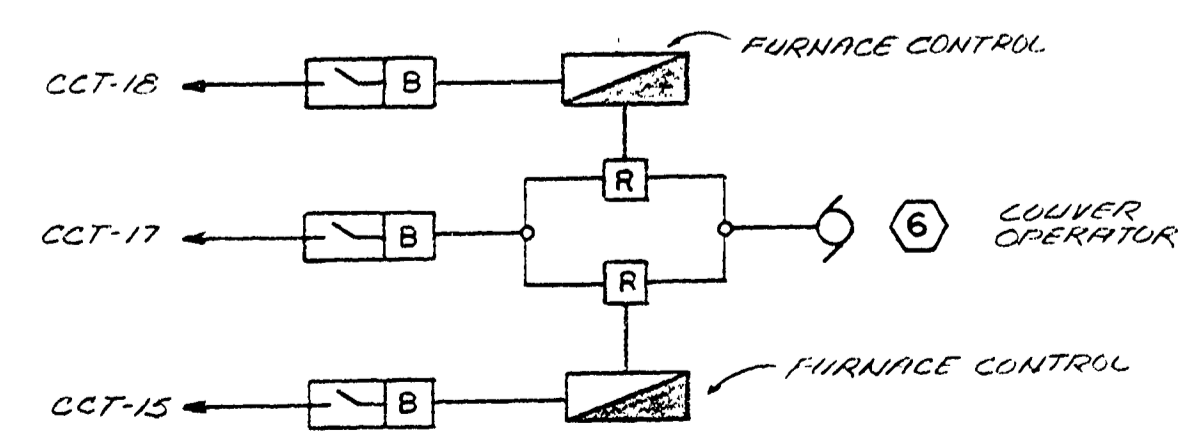 FURNACE CONTROL
CCT-18
B
R
CCT-17
B
6
LOUVER
OPERATOR
R
FURNACE CONTROL
CCT-15
B